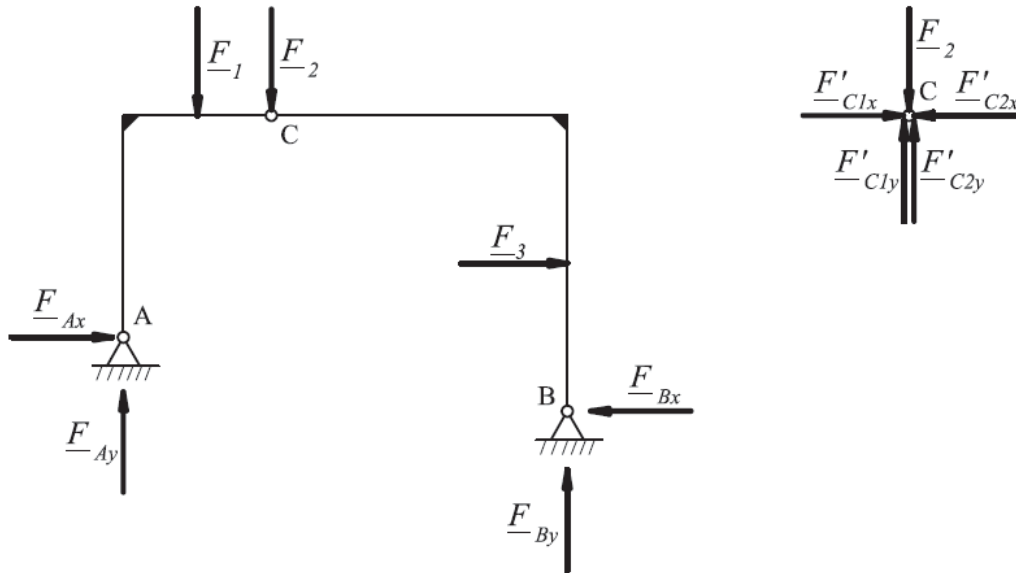 F1 F2
C
F2
F'C1x C F'C2x
F'C1y F'C2y
F3
FAx A
FAy
B FBx
FBy